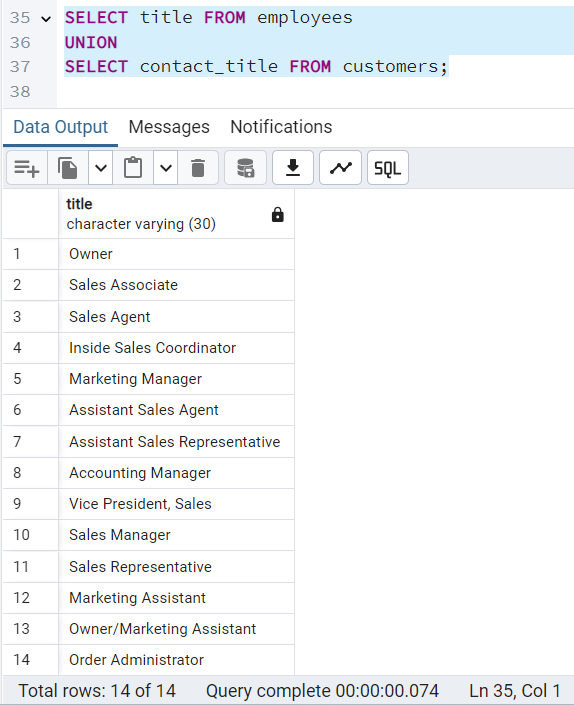 35 SELECT title FROM employees
36 UNION
37 SELECT contact_title FROM customers;
38
Data Output Messages Notifications
SQL
title
character varying (30)
1 Owner
2 Sales Associate
3 Sales Agent
4 Inside Sales Coordinator
5 Marketing Manager
6 Assistant Sales Agent
7 Assistant Sales Representative
8 Accounting Manager
9 Vice President, Sales
10 Sales Manager
11 Sales Representative
12 Marketing Assistant
13 Owner/Marketing Assistant
14 Order Administrator
Total rows: 14 of 14 Query complete 00:00:00.074 Ln 35, Col 1